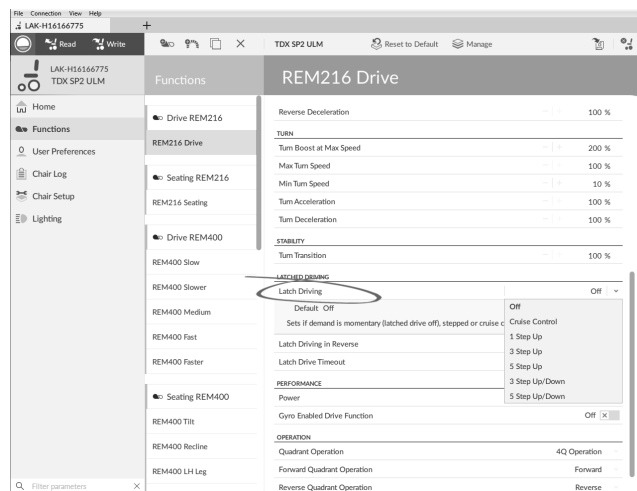 File Connection View Help
LAK-H16166775
+
Read Write TDX SP2 ULM Reset to Default Manage
LAK-H16166775
TDX SP2 ULM
Functions
REM216 Drive
Home
Functions
User Preferences
Chair Log
Chair Setup
Lighting
Filter parameters
Drive REM216
REM216 Drive
Seating REM216
REM216 Seating
Drive REM400
REM400 Slow
REM400 Slower
REM400 Medium
REM400 Fast
REM400 Faster
Seating REM400
REM400 Tilt
REM400 Recline
REM400 LH Leg
Reverse Deceleration − + 100 %
TURN
Turn Boost at Max Speed − + 200 %
Max Turn Speed − + 100 %
Min Turn Speed − + 10 %
Turn Acceleration − + 100 %
Turn Deceleration − + 100 %
STABILITY
Turn Transition − + 100 %
LATCHED DRIVING
Latch Driving Off
Default Off
Sets if demand is momentary (latched drive off), stepped or cruise c
Off
Cruise Control
1 Step Up
3 Step Up
5 Step Up
3 Step Up/Down
5 Step Up/Down
Latch Driving in Reverse
Latch Drive Timeout
PERFORMANCE
Power
Gyro Enabled Drive Function Off
OPERATION
Quadrant Operation 4Q Operation
Forward Quadrant Operation Forward
Reverse Quadrant Operation Reverse